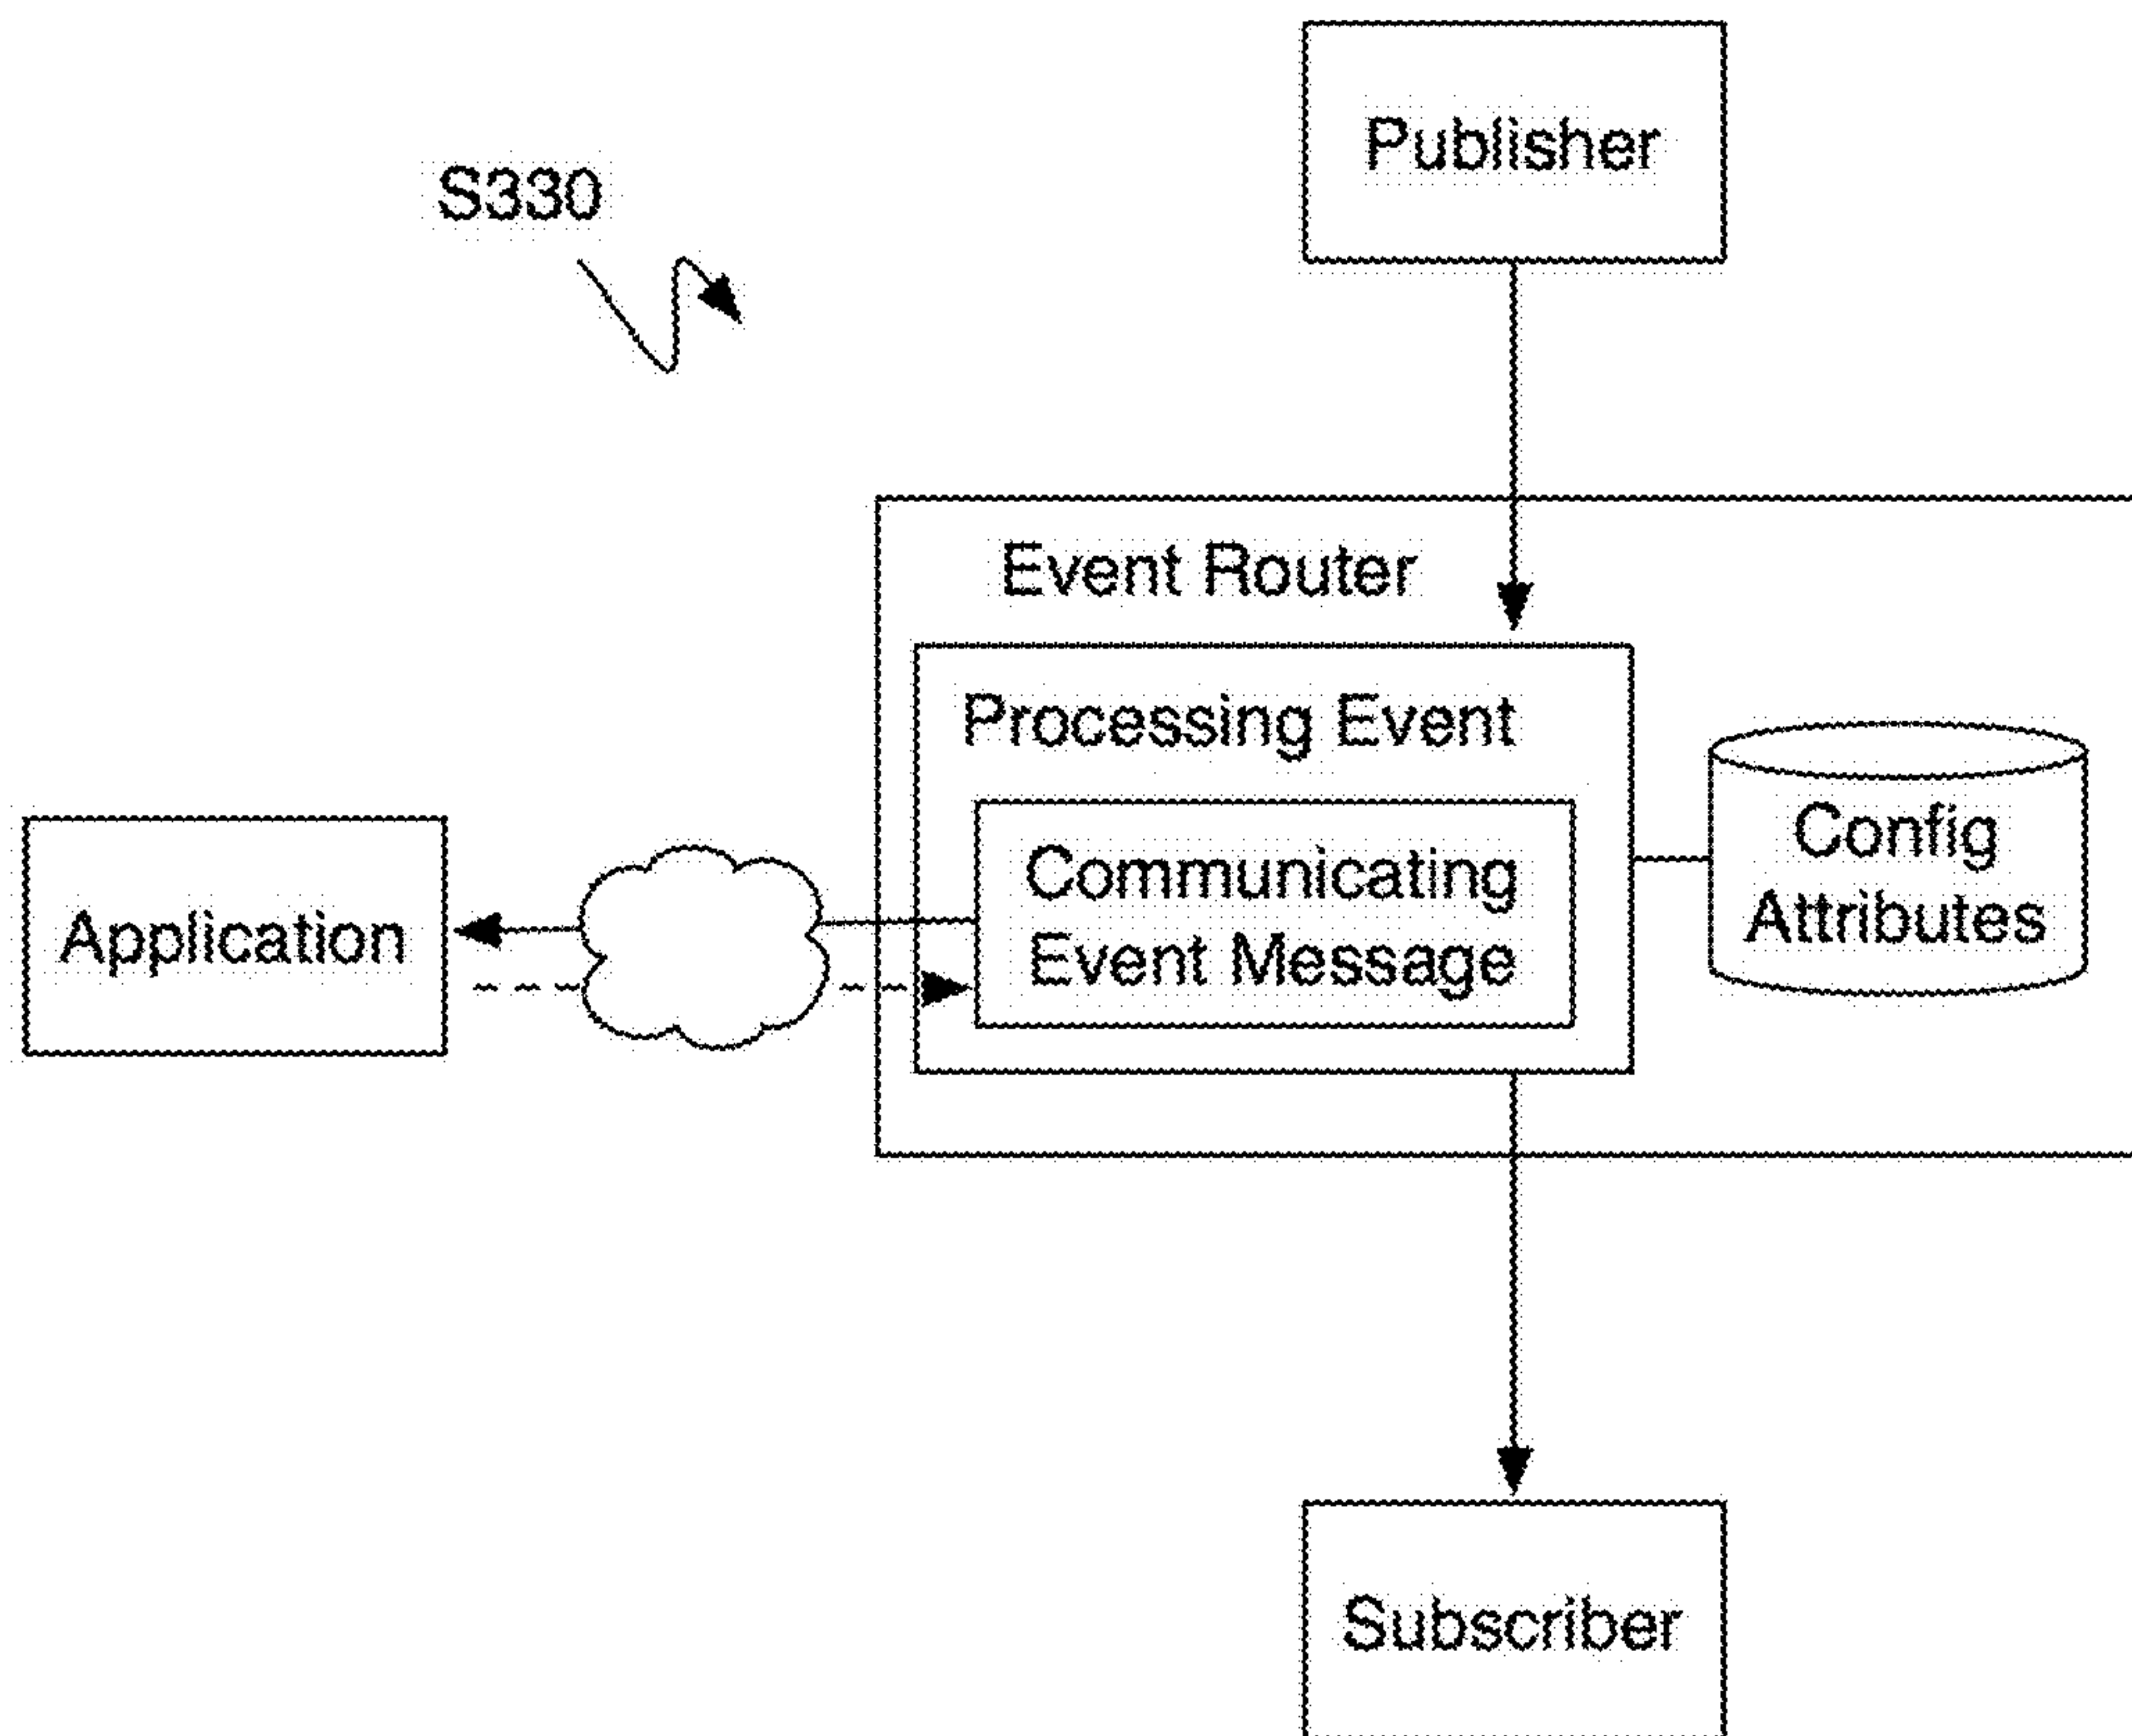 Publisher
S330
Event Router
Processing Event
Config
Attributes
Communicating
Event Message
Application
Subscriber